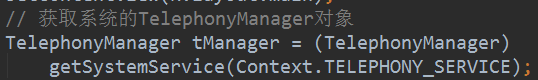 // 获取系统的TelephonyManager对象
TelephonyManager tManager = (TelephonyManager)
getSystemService(Context.TELEPHONY_SERVICE);